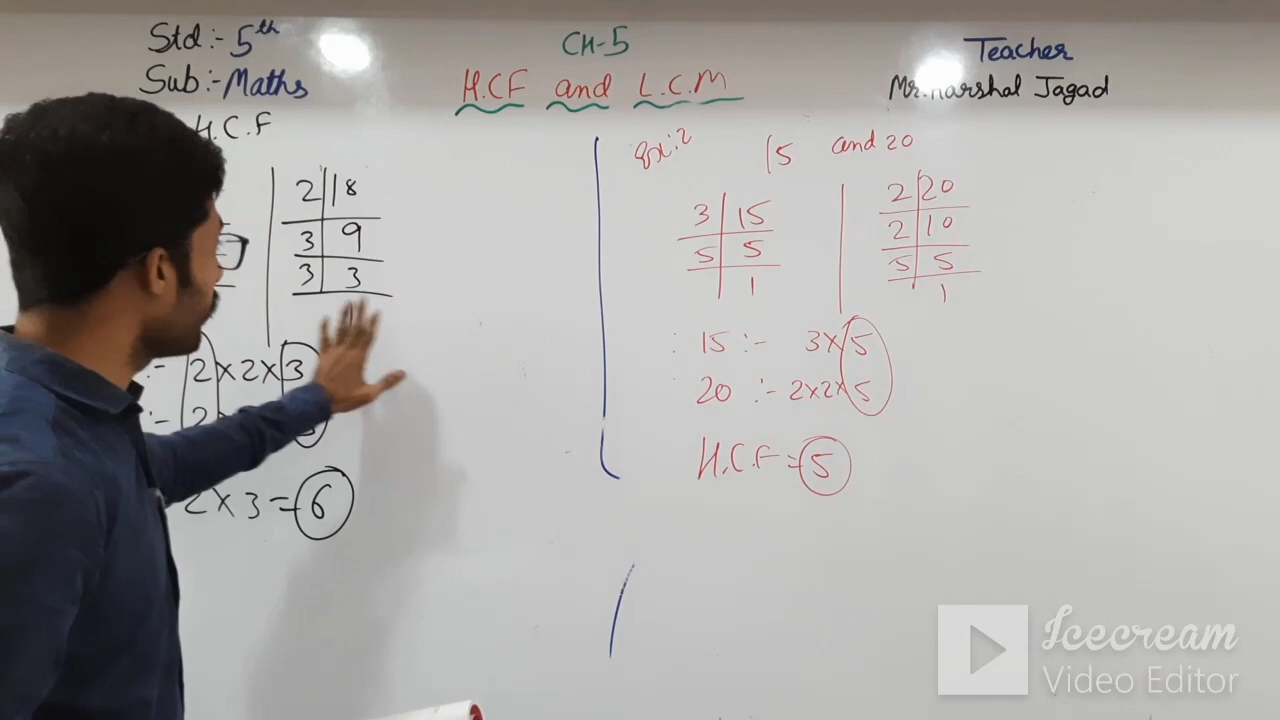 Std:- 5th
Sub:- Maths
CH-5
H.C.F and L.C.M
Teacher
Mr. Harshal Jagad
H.C.F
2 | 18
3 | 9
3 | 3
:- 2x2x3
:- 2x
2x3 = 6
Ex:2 15 and 20
3 | 15
5 | 5
1
2 | 20
2 | 10
5 | 5
1
: 15 :- 3x5
: 20 :- 2x2x5
H.C.F = 5
Icecream
Video Editor